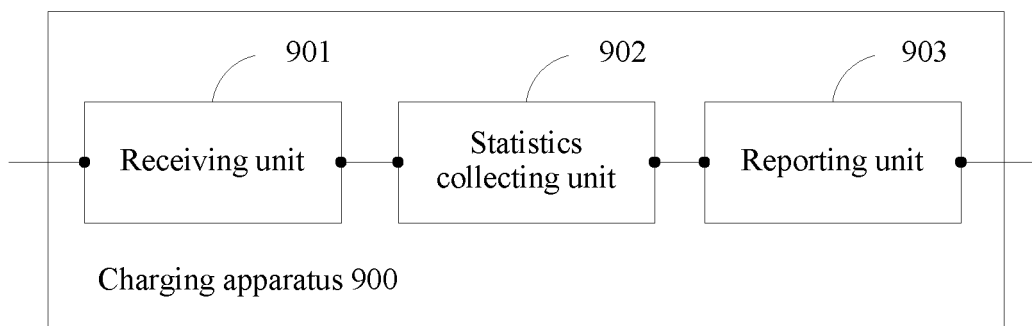 901
902
903
Receiving unit
Statistics
collecting unit
Reporting unit
Charging apparatus 900